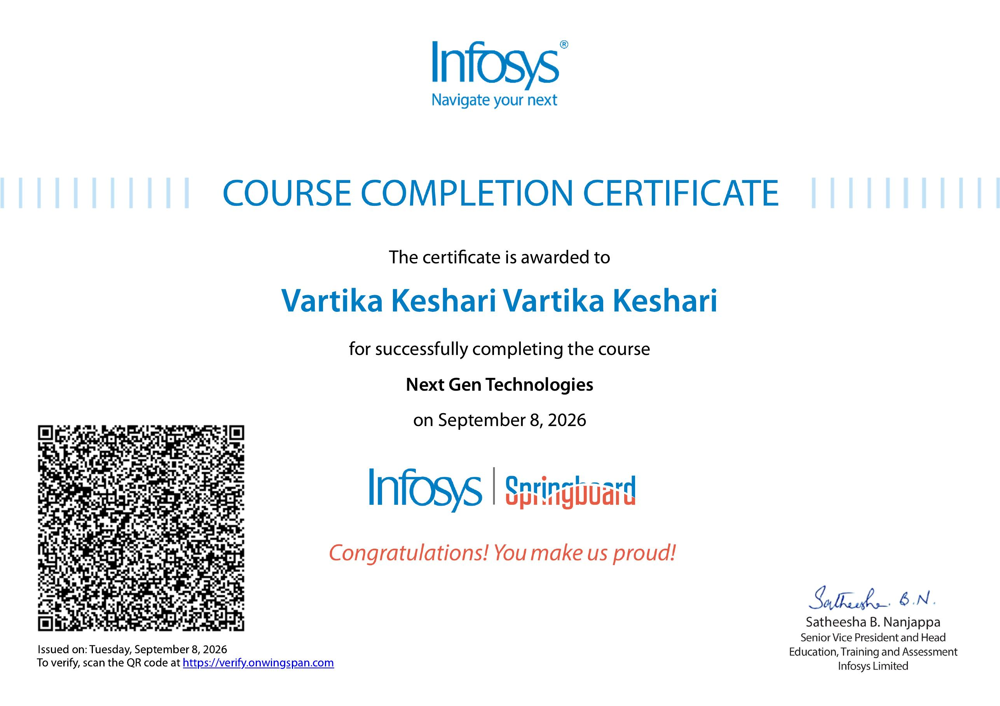 Infosys®
Navigate your next
COURSE COMPLETION CERTIFICATE
The certificate is awarded to
Vartika Keshari Vartika Keshari
for successfully completing the course
Next Gen Technologies
on September 8, 2026
Infosys | Springboard
Congratulations! You make us proud!
Satheesha. B.N.
Satheesha B. Nanjappa
Senior Vice President and Head
Education, Training and Assessment
Infosys Limited
Issued on: Tuesday, September 8, 2026
To verify, scan the QR code at https://verify.onwingspan.com